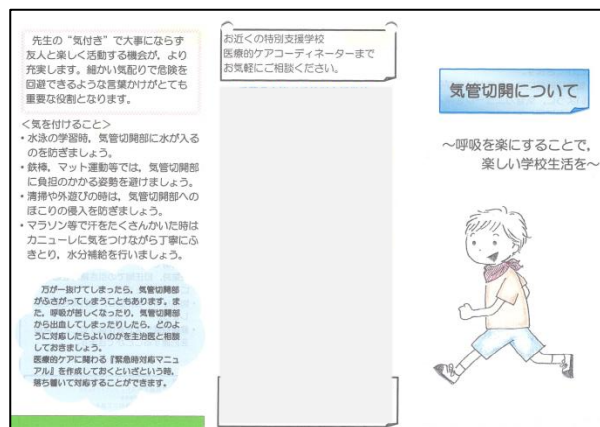 先生の“気付き”で大事にならず
友人と楽しく活動する機会が、より
充実します。細かい気配りで危険を
回避できるような言葉かけがとても
重要な役割となります。
＜気を付けること＞
・水泳の学習時，気管切開部に水が入る
のを防ぎましょう。
・鉄棒，マット運動等では，気管切開部
に負担のかかる姿勢を避けましょう。
・清掃や外遊びの時は，気管切開部への
ほこりの侵入を防ぎましょう。
・マラソン等で汗をたくさんかいた時は
カニューレに気をつけながら丁寧にふ
きとり，水分補給を行いましょう。
万が一抜けてしまったら，気管切開部
がふさがってしまうこともあります。ま
た，呼吸が苦しくなったり，気管切開部
から出血してしまったりしたら，どのよ
うに対応したらよいのかを主治医と相談
しておきましょう。
医療的ケアに関わる『緊急時対応マニュ
アル』を作成しておくといざという時，
落ち着いて対応することができます。
お近くの特別支援学校
医療的ケアコーディネーターまで
お気軽にご相談ください。
気管切開について
～呼吸を楽にすることで，
楽しい学校生活を～